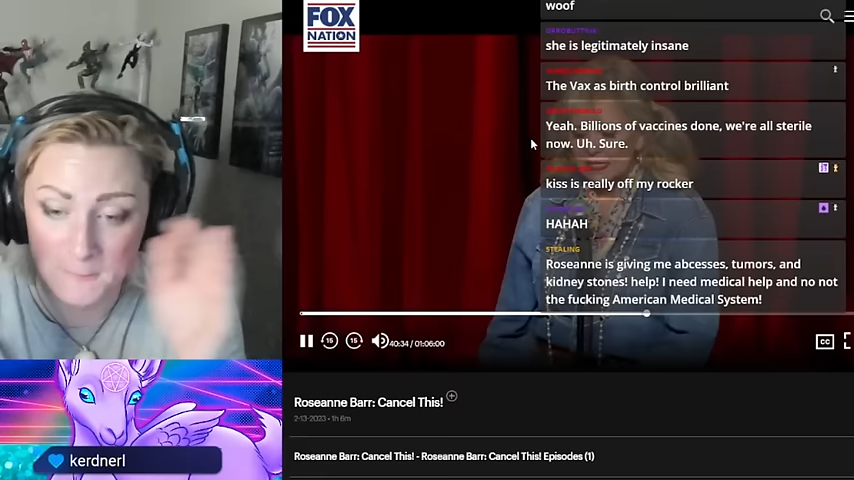 FOX
NATION
woof
she is legitimately insane
The Vax as birth control brilliant
Yeah. Billions of vaccines done, we're all sterile
now. Uh. Sure.
kiss is really off my rocker
HAHAH
STEALING
Roseanne is giving me abcesses, tumors, and
kidney stones! help! I need medical help and no not
the fucking American Medical System!
15
15
40:34 / 01:06:00
CC
Roseanne Barr: Cancel This!
2-13-2023 • 1h 6m
Roseanne Barr: Cancel This! - Roseanne Barr: Cancel This! Episodes (1)
kerdnerl